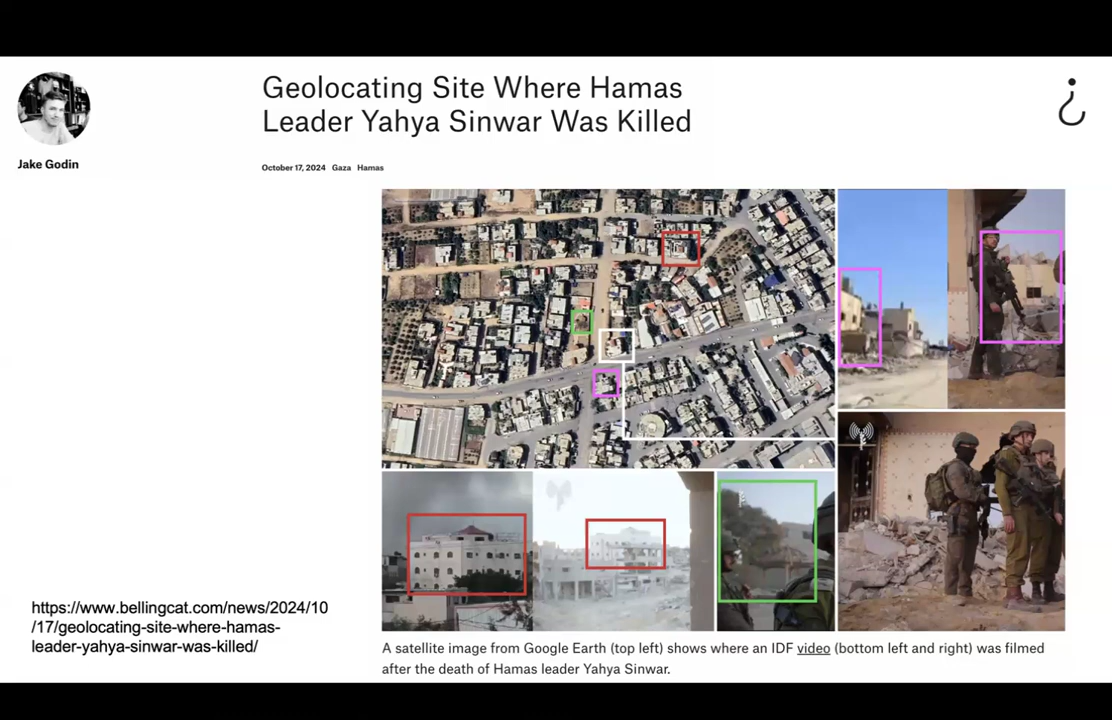 Geolocating Site Where Hamas
Leader Yahya Sinwar Was Killed
Jake Godin
October 17, 2024 Gaza Hamas
https://www.bellingcat.com/news/2024/10
/17/geolocating-site-where-hamas-
leader-yahya-sinwar-was-killed/
A satellite image from Google Earth (top left) shows where an IDF video (bottom left and right) was filmed
after the death of Hamas leader Yahya Sinwar.